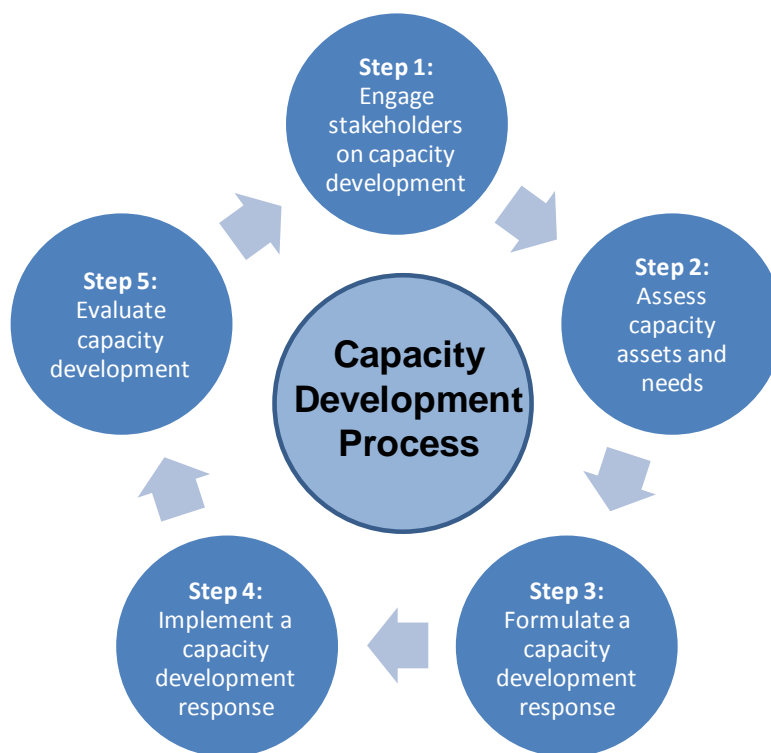 Step 1:
Engage
stakeholders
on capacity
development
Step 2:
Assess
capacity
assets and
needs
Step 3:
Formulate a
capacity
development
response
Step 4:
Implement a
capacity
development
response
Step 5:
Evaluate
capacity
development
Capacity
Development
Process